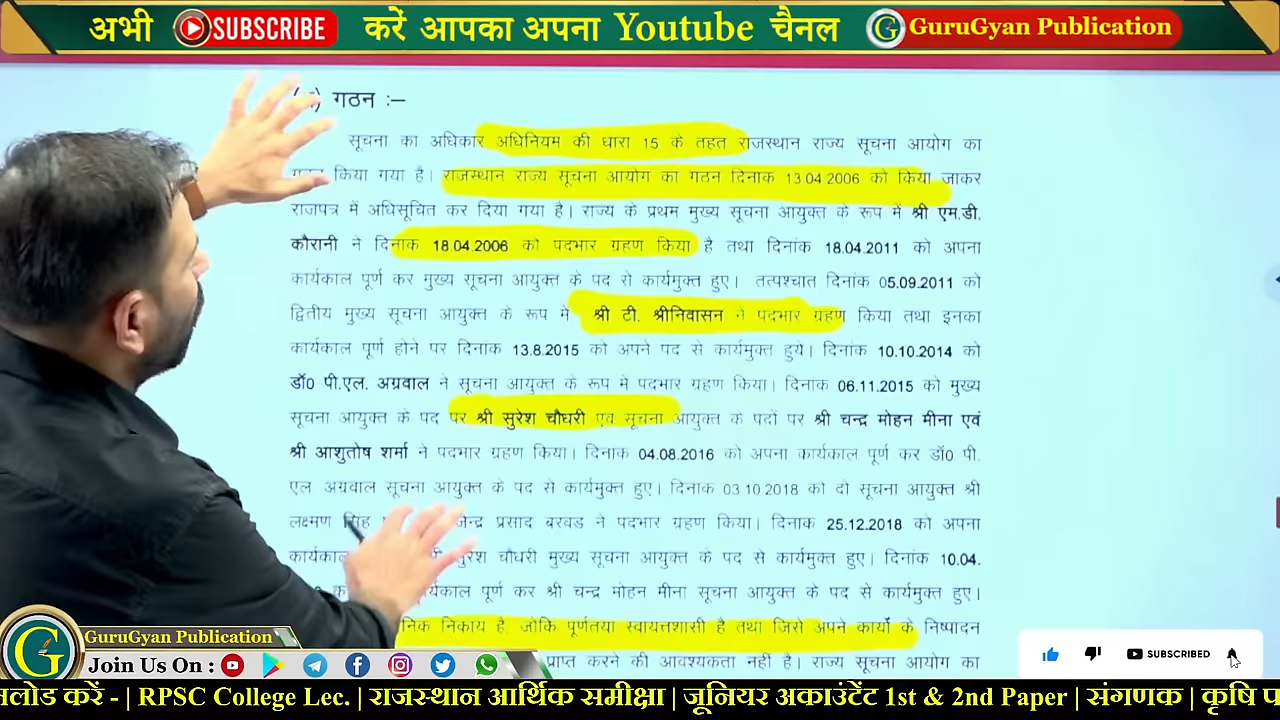 अभी SUBSCRIBE करें आपका अपना Youtube चैनल G GuruGyan Publication
गठन :–
सूचना का अधिकार अधिनियम की धारा 15 के तहत राजस्थान राज्य सूचना आयोग का
किया गया है। राजस्थान राज्य सूचना आयोग का गठन दिनाक 13.04.2006 को किया जाकर
राजपत्र में अधिसूचित कर दिया गया है। राज्य के प्रथम मुख्य सूचना आयुक्त के रूप में श्री एम.डी.
कौरानी ने दिनाक 18.04.2006 को पदभार ग्रहण किया है तथा दिनांक 18.04.2011 को अपना
कार्यकाल पूर्ण कर मुख्य सूचना आयुक्त के पद से कार्यमुक्त हुए। तत्पश्चात दिनांक 05.09.2011 को
द्वितीय मुख्य सूचना आयुक्त के रूप में श्री टी. श्रीनिवासन ने पदभार ग्रहण किया तथा इनका
कार्यकाल पूर्ण होने पर दिनाक 13.8.2015 को अपने पद से कार्यमुक्त हुये। दिनांक 10.10.2014 को
डॉ0 पी.एल. अग्रवाल ने सूचना आयुक्त के रूप मे पदभार ग्रहण किया। दिनांक 06.11.2015 को मुख्य
सूचना आयुक्त के पद पर श्री सुरेश चौधरी एव सूचना आयुक्त के पदों पर श्री चन्द्र मोहन मीना एवं
श्री आशुतोष शर्मा ने पदभार ग्रहण किया। दिनांक 04.08.2016 को अपना कार्यकाल पूर्ण कर डॉ0 पी.
एल. अग्रवाल सूचना आयुक्त के पद से कार्यमुक्त हुए। दिनांक 03.10.2018 को दो सूचना आयुक्त श्री
लक्ष्मण सिंह प्रसाद बरवड ने पदभार ग्रहण किया। दिनांक 25.12.2018 को अपना
चौधरी मुख्य सूचना आयुक्त के पद से कार्यमुक्त हुए। दिनांक 10.04.
पूर्ण कर श्री चन्द्र मोहन मीना सूचना आयुक्त के पद से कार्यमुक्त हुए।
निकाय है, जोकि पूर्णतया स्वायत्तशासी है तथा जिसे अपने कार्यों के निष्पादन
प्राप्त करने की आवश्यकता नहीं है। राज्य सूचना आयोग का
G GuruGyan Publication
Join Us On :
SUBSCRIBED
करें - | RPSC College Lec. | राजस्थान आर्थिक समीक्षा | जूनियर अकाउंटेंट 1st & 2nd Paper | संगणक | कृषि